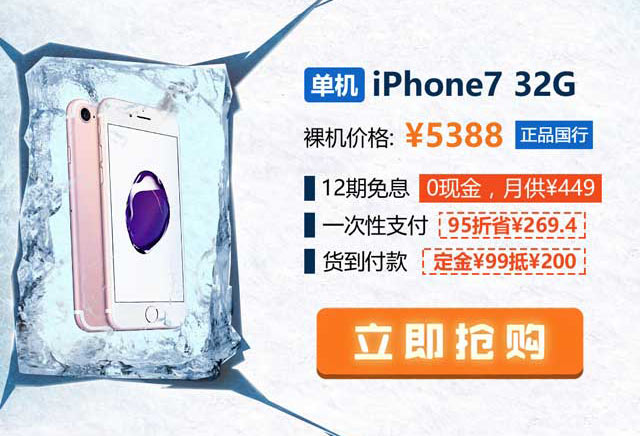 单机 iPhone7 32G
裸机价格: ¥5388 正品国行
12期免息 0现金，月供¥449
一次性支付 95折省¥269.4
货到付款 定金¥99抵¥200
立即抢购